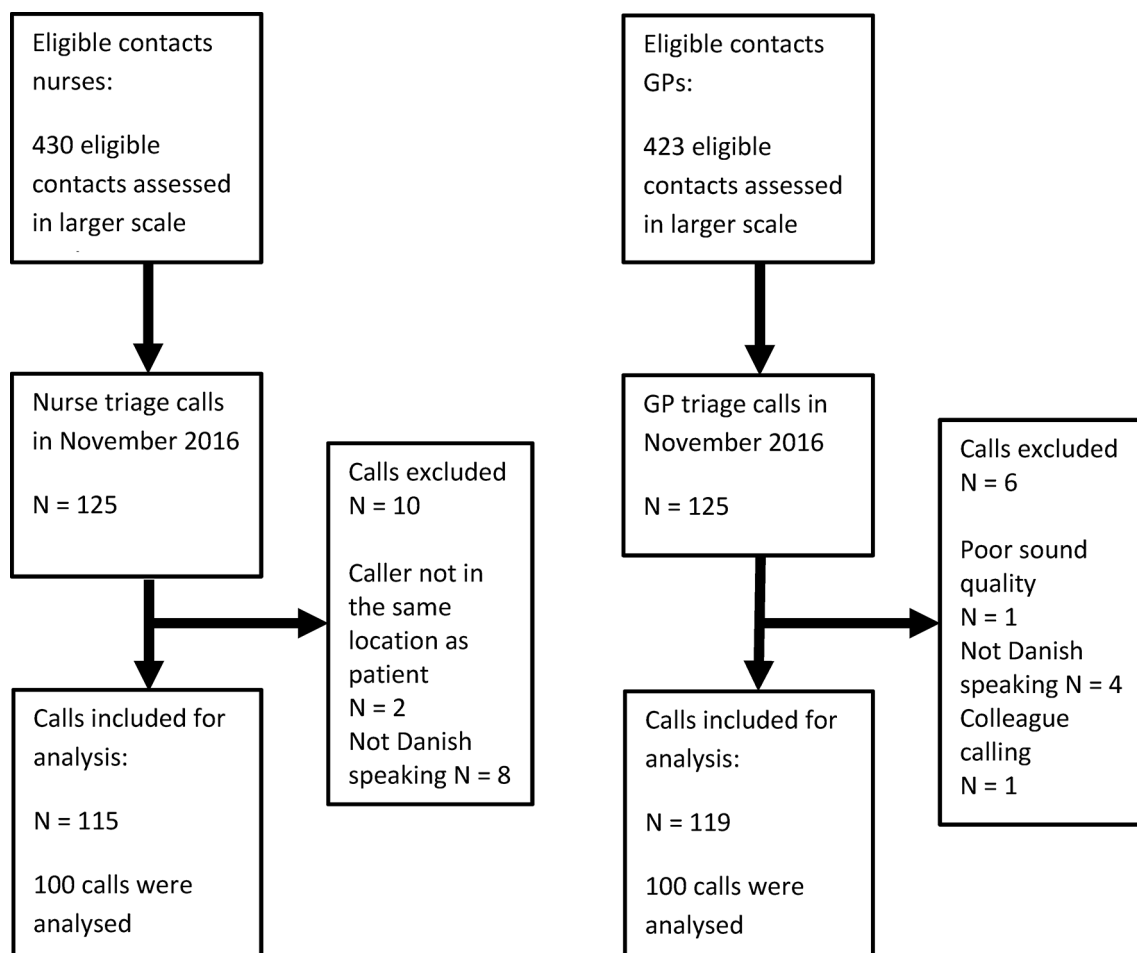 Eligible contacts
nurses:
430 eligible
contacts assessed
in larger scale
Nurse triage calls
in November 2016
N = 125
Calls excluded
N = 10
Caller not in
the same
location as
patient
N = 2
Not Danish
speaking N = 8
Calls included for
analysis:
N = 115
100 calls were
analysed
Eligible contacts
GPs:
423 eligible
contacts assessed
in larger scale
GP triage calls in
November 2016
N = 125
Calls excluded
N = 6
Poor sound
quality
N = 1
Not Danish
speaking N = 4
Colleague
calling
N = 1
Calls included for
analysis:
N = 119
100 calls were
analysed